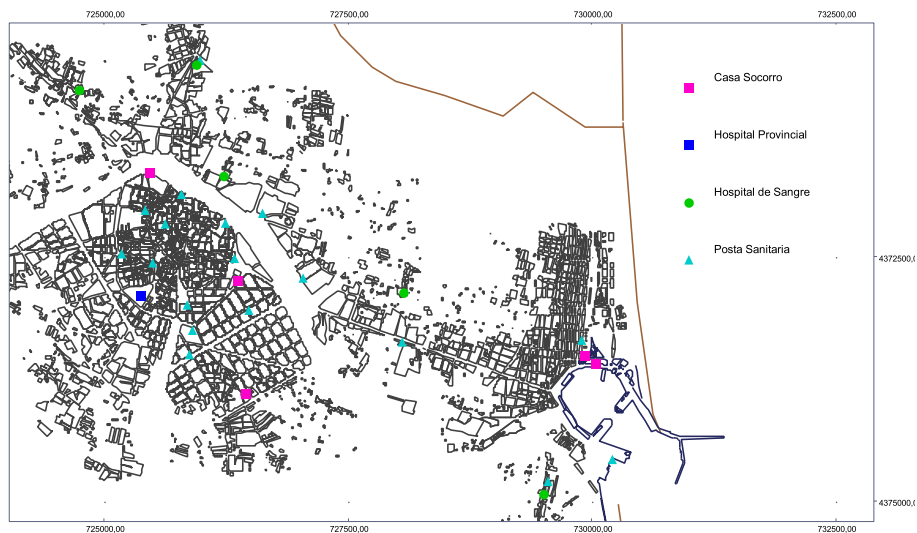 725000,00 727500,00 730000,00 732500,00
Casa Socorro
Hospital Provincial
Hospital de Sangre
Posta Sanitaria
4372500,00
4375000,00
725000,00 727500,00 730000,00 732500,00